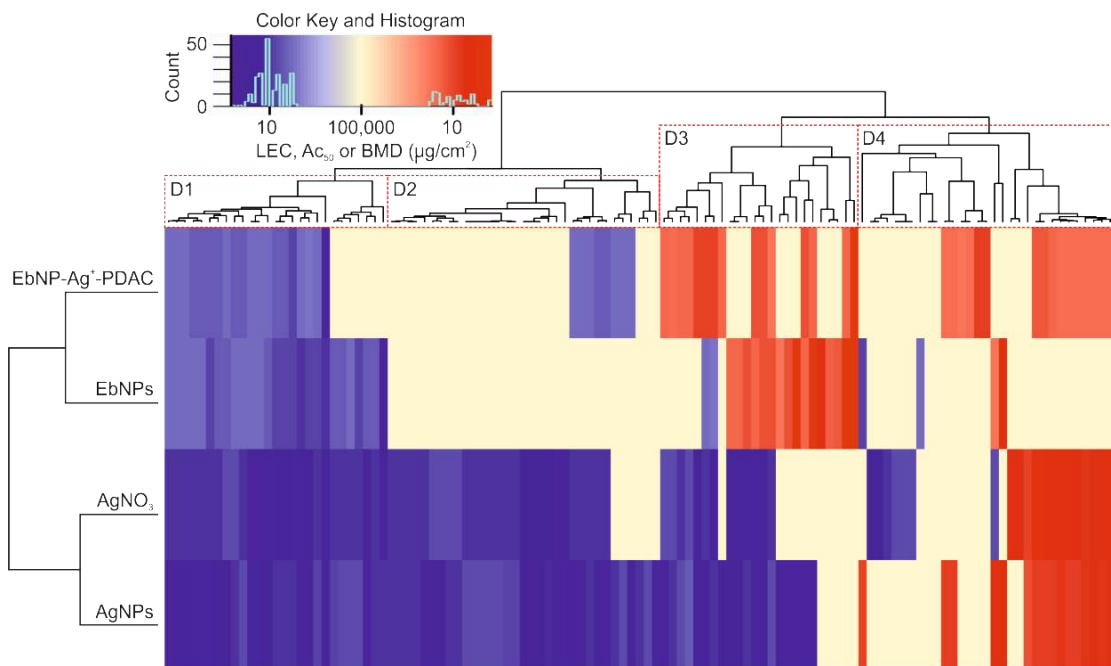 Color Key and Histogram
50
0
Count
10 100,000 10
LEC, Ac₅₀ or BMD (µg/cm²)
D1 D2 D3 D4
EbNP-Ag⁺-PDAC
EbNPs
AgNO₃
AgNPs